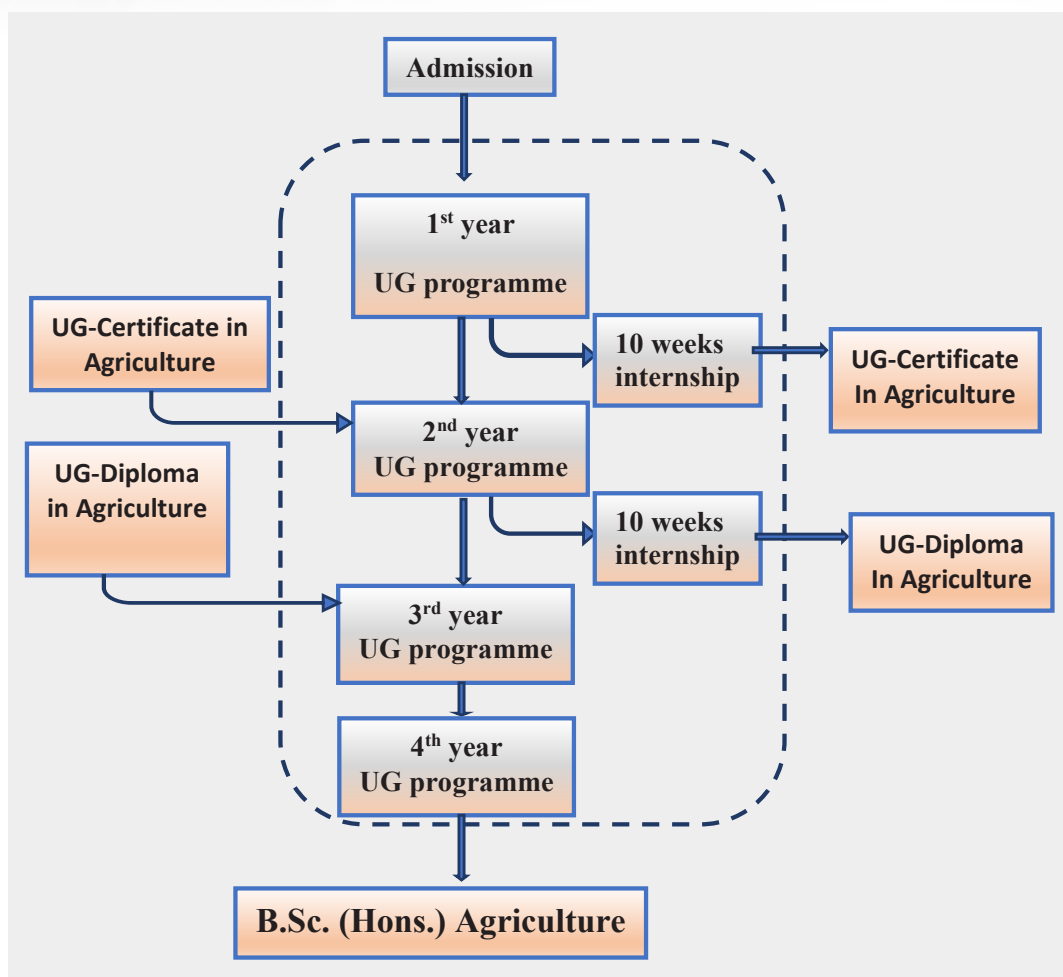 Admission
1st year
UG programme
UG-Certificate in
Agriculture
10 weeks
internship
UG-Certificate
In Agriculture
2nd year
UG programme
UG-Diploma
in Agriculture
10 weeks
internship
UG-Diploma
In Agriculture
3rd year
UG programme
4th year
UG programme
B.Sc. (Hons.) Agriculture